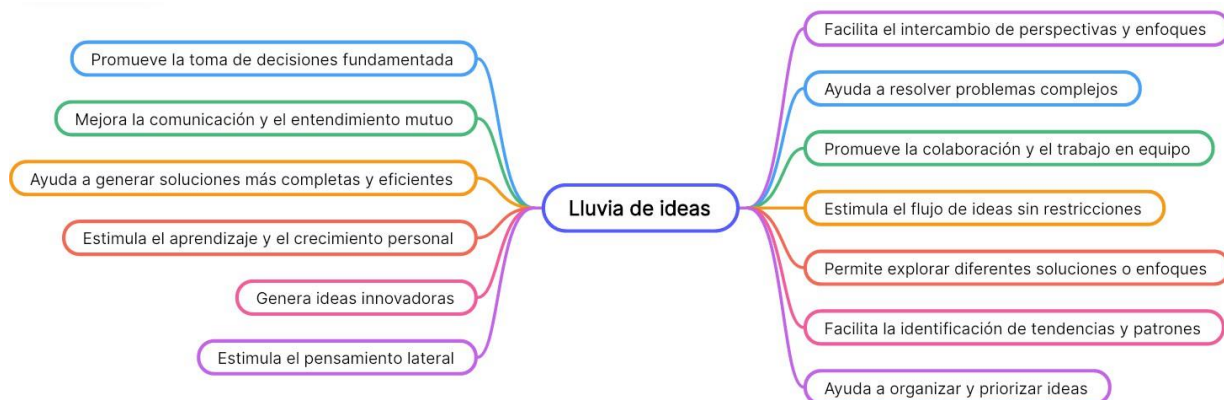 Promueve la toma de decisiones fundamentada
Mejora la comunicación y el entendimiento mutuo
Ayuda a generar soluciones más completas y eficientes
Estimula el aprendizaje y el crecimiento personal
Genera ideas innovadoras
Estimula el pensamiento lateral
Lluvia de ideas
Facilita el intercambio de perspectivas y enfoques
Ayuda a resolver problemas complejos
Promueve la colaboración y el trabajo en equipo
Estimula el flujo de ideas sin restricciones
Permite explorar diferentes soluciones o enfoques
Facilita la identificación de tendencias y patrones
Ayuda a organizar y priorizar ideas